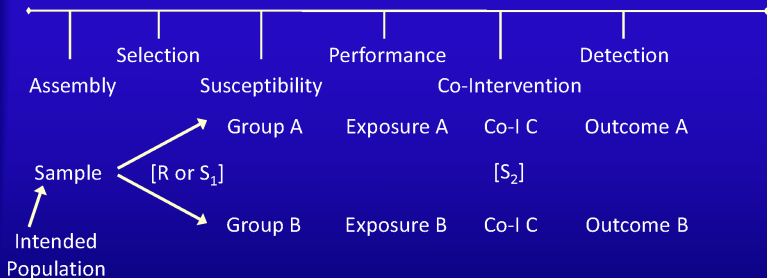 Selection Performance Detection
Assembly Susceptibility Co-Intervention
Group A Exposure A Co-I C Outcome A
Sample [R or S₁] [S₂]
Group B Exposure B Co-I C Outcome B
Intended
Population